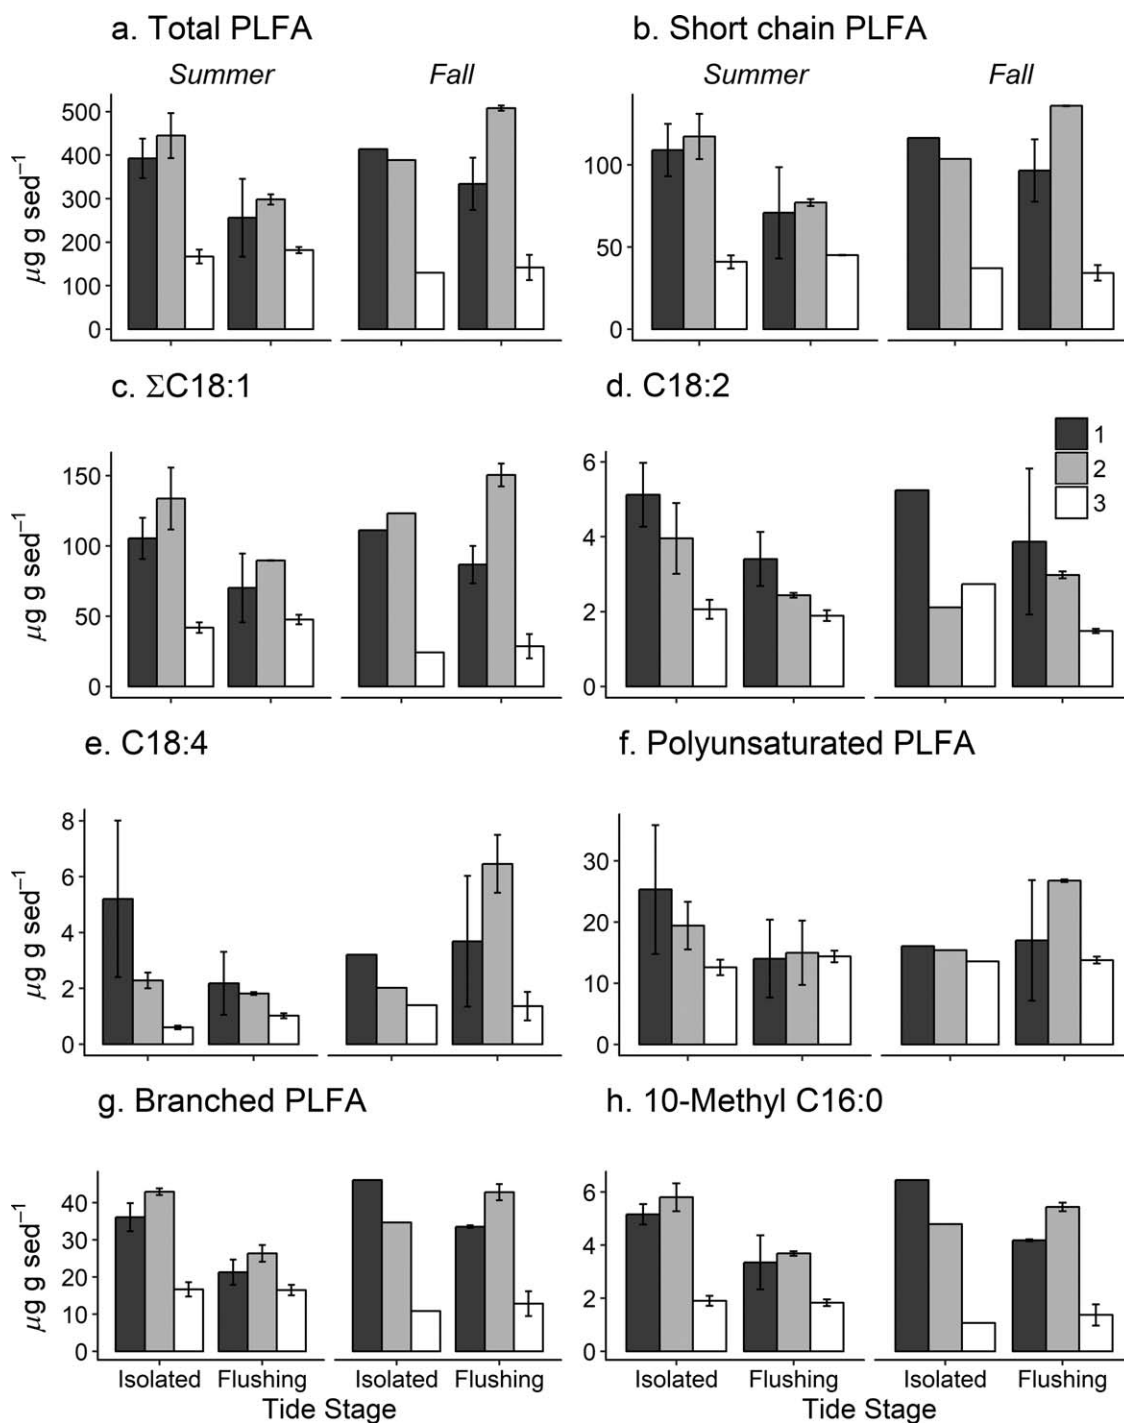 a. Total PLFA
b. Short chain PLFA
Summer
Fall
Summer
Fall
μg g sed⁻¹
500
400
300
200
100
0
100
50
0
c. ΣC18:1
d. C18:2
μg g sed⁻¹
150
100
50
0
6
4
2
0
1
2
3
e. C18:4
f. Polyunsaturated PLFA
μg g sed⁻¹
8
6
4
2
0
30
20
10
0
g. Branched PLFA
h. 10-Methyl C16:0
μg g sed⁻¹
40
30
20
10
0
6
4
2
0
Isolated Flushing
Isolated Flushing
Isolated Flushing
Isolated Flushing
Tide Stage
Tide Stage